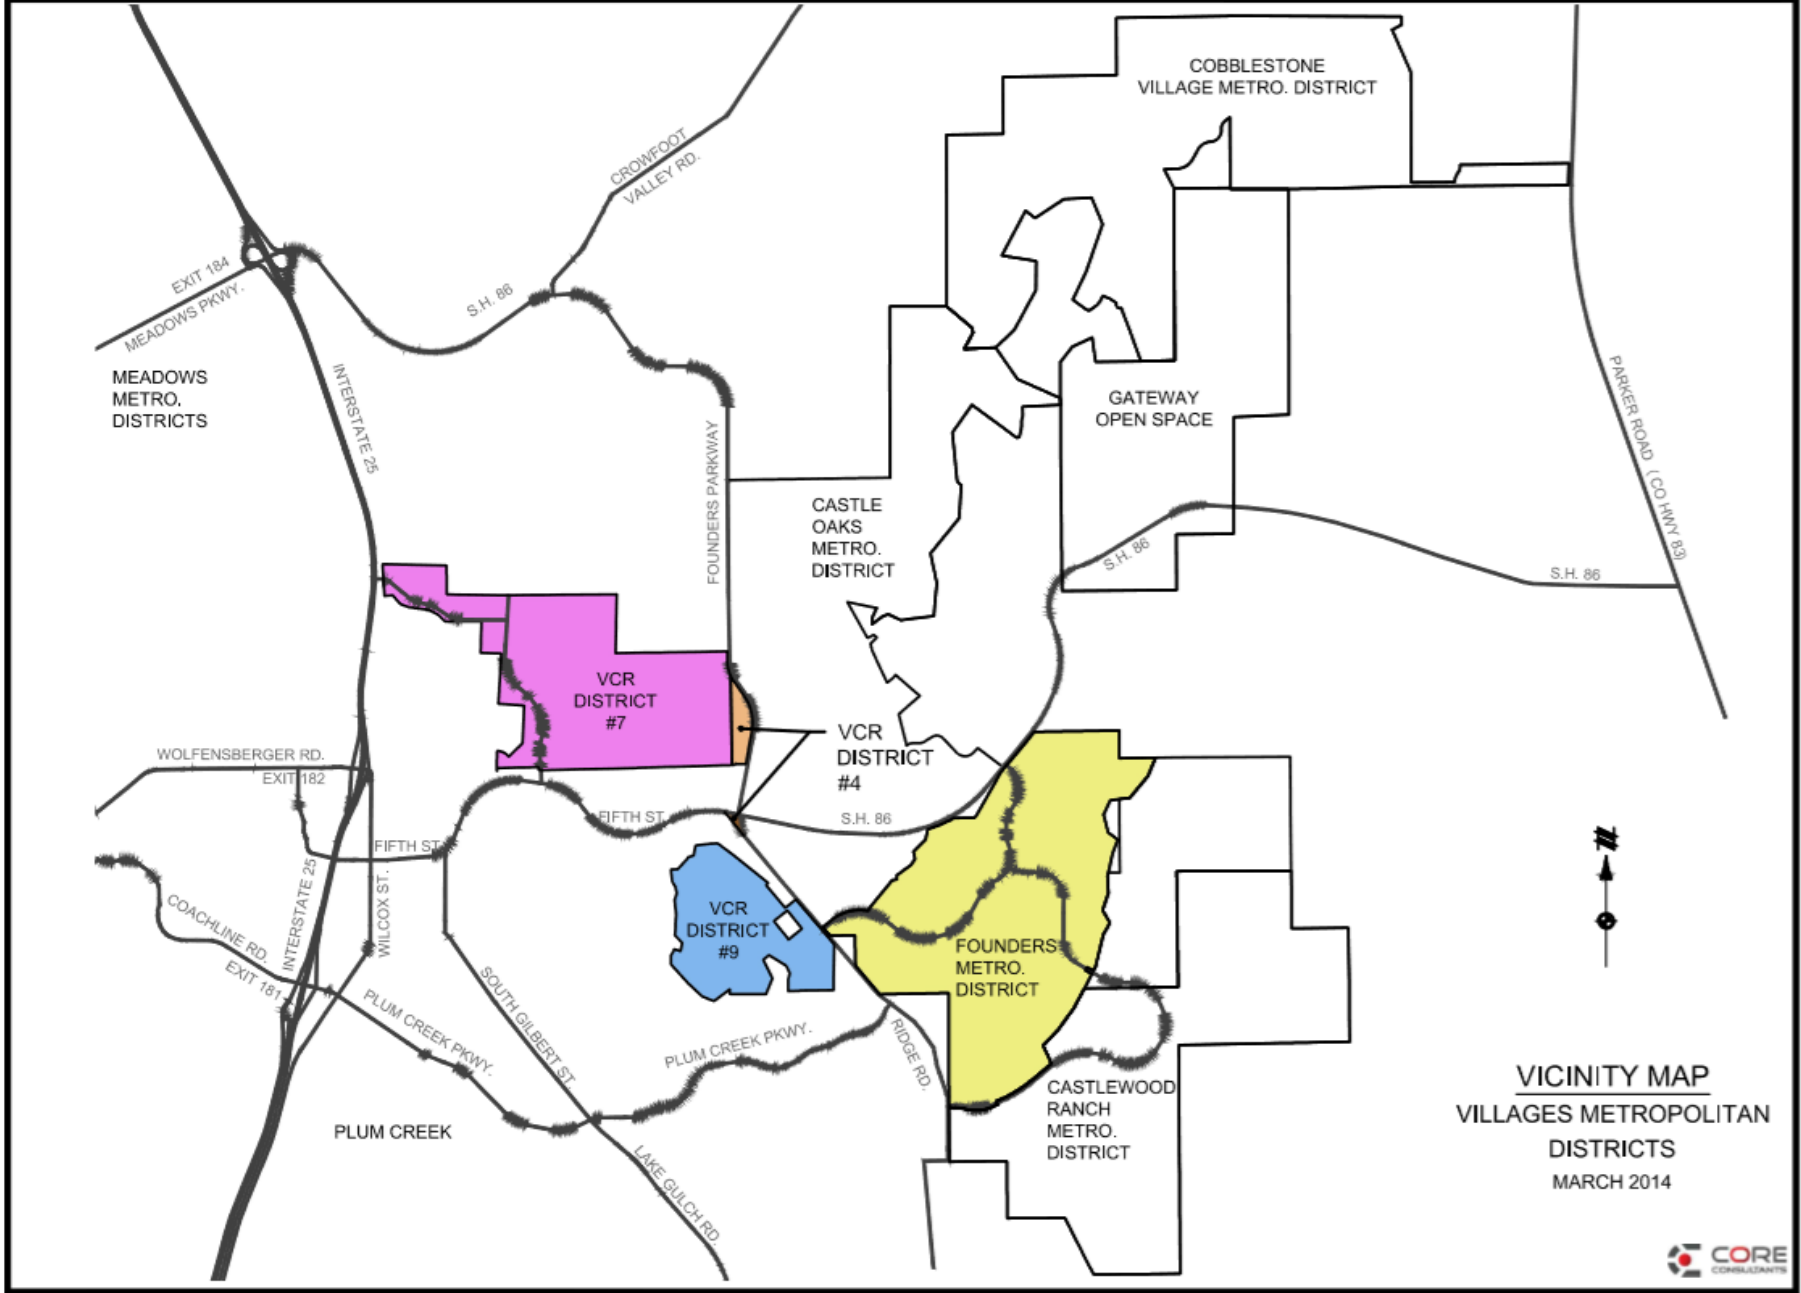 COBBLESTONE
VILLAGE METRO. DISTRICT
CROWFOOT
VALLEY RD.
EXIT 184
MEADOWS PKWY.
S.H. 86
MEADOWS
METRO.
DISTRICTS
INTERSTATE 25
FOUNDERS PARKWAY
GATEWAY
OPEN SPACE
PARKER ROAD (CO HWY 83)
CASTLE
OAKS
METRO.
DISTRICT
S.H. 86
S.H. 86
VCR
DISTRICT
#7
VCR
DISTRICT
#4
WOLFENSBERGER RD.
EXIT 182
FIFTH ST.
S.H. 86
FIFTH ST.
INTERSTATE 25
WILCOX ST.
COACHLINE RD.
EXIT 181
VCR
DISTRICT
#9
FOUNDERS
METRO.
DISTRICT
SOUTH GILBERT ST.
PLUM CREEK PKWY.
PLUM CREEK PKWY.
RIDGE RD.
PLUM CREEK
LAKE GULCH RD.
CASTLEWOOD
RANCH
METRO.
DISTRICT
N
VICINITY MAP
VILLAGES METROPOLITAN
DISTRICTS
MARCH 2014
CORE
CONSULTANTS